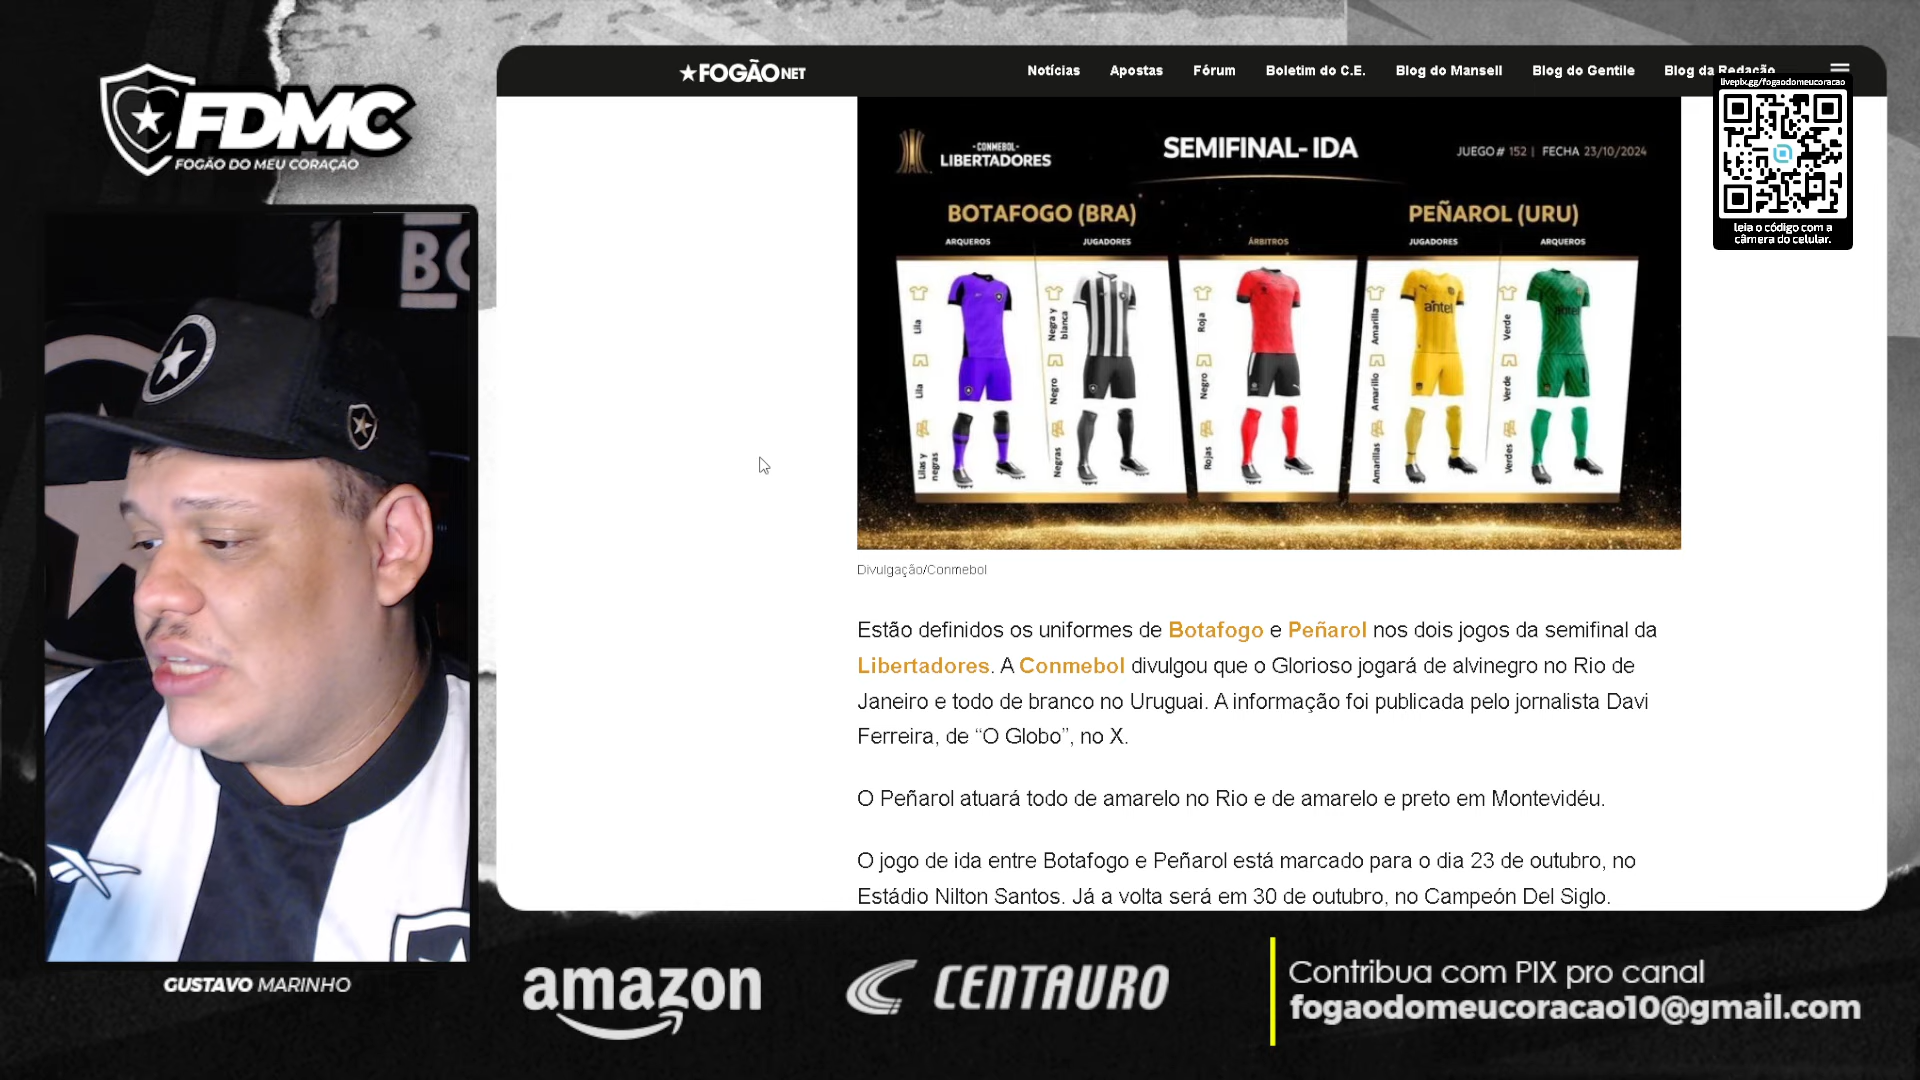 FDMC
FOGÃO DO MEU CORAÇÃO
BO
GUSTAVO MARINHO
FOGÃONET
Notícias
Apostas
Fórum
Boletim do C.E.
Blog do Mansell
Blog do Gentile
Blog da Redação
livepix.gg/fogaodomeucoracao
leia o código com a
câmera do celular.
-CONMEBOL-
LIBERTADORES
SEMIFINAL- IDA
JUEGO# 152 | FECHA 23/10/2024
BOTAFOGO (BRA)
PEÑAROL (URU)
ARQUEROS
JUGADORES
ÁRBITROS
JUGADORES
ARQUEROS
Lila
Lila
Lilas y
negras
Negra y
blanca
Negro
Negras
Roja
Negro
Rojas
Amarilla
Amarillo
Amarillas
antel
Verde
Verde
Verdes
Divulgação/Conmebol
Estão definidos os uniformes de Botafogo e Peñarol nos dois jogos da semifinal da
Libertadores. A Conmebol divulgou que o Glorioso jogará de alvinegro no Rio de
Janeiro e todo de branco no Uruguai. A informação foi publicada pelo jornalista Davi
Ferreira, de “O Globo”, no X.
O Peñarol atuará todo de amarelo no Rio e de amarelo e preto em Montevidéu.
O jogo de ida entre Botafogo e Peñarol está marcado para o dia 23 de outubro, no
Estádio Nilton Santos. Já a volta será em 30 de outubro, no Campeón Del Siglo.
amazon
CENTAURO
Contribua com PIX pro canal
fogaodomeucoracao10@gmail.com